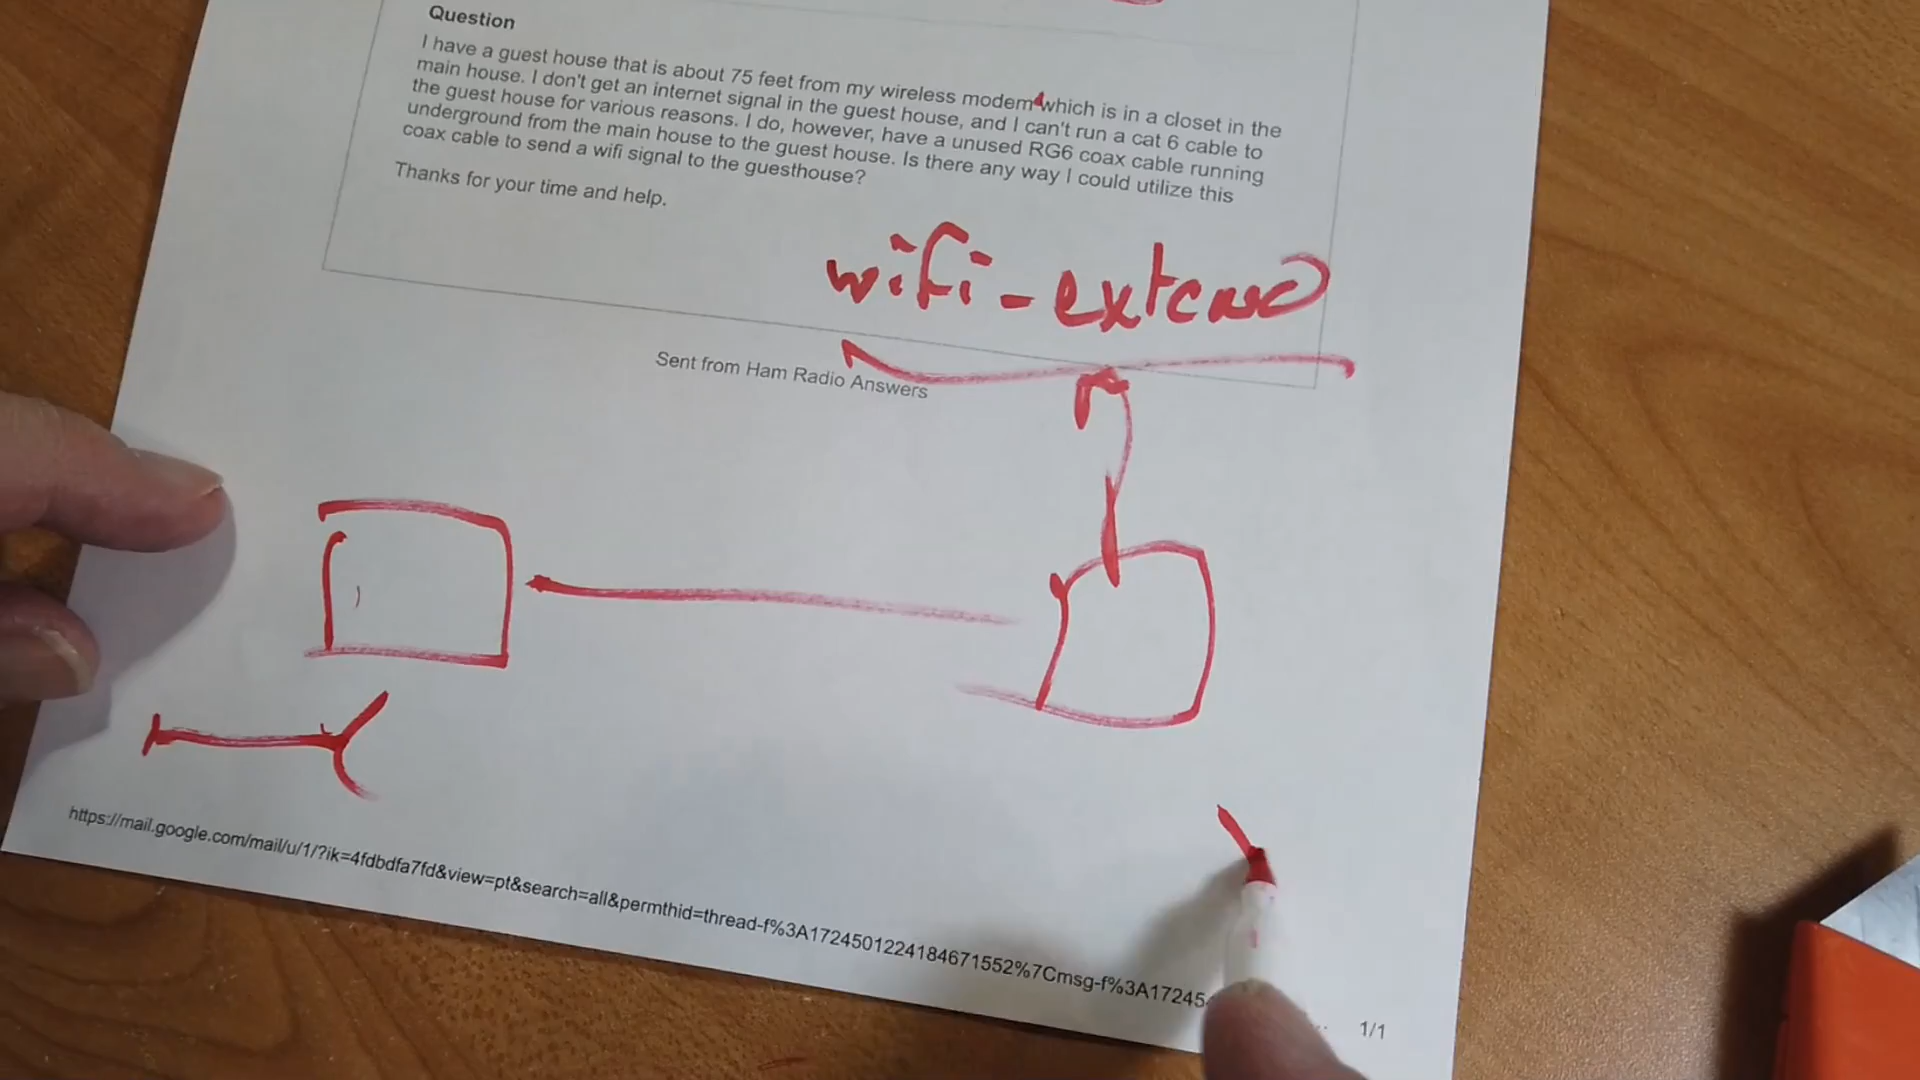 Question
I have a guest house that is about 75 feet from my wireless modem which is in a closet in the
main house. I don't get an internet signal in the guest house, and I can't run a cat 6 cable to
the guest house for various reasons. I do, however, have a unused RG6 coax cable running
underground from the main house to the guest house. Is there any way I could utilize this
coax cable to send a wifi signal to the guesthouse?
Thanks for your time and help.
wifi-extend
Sent from Ham Radio Answers
https://mail.google.com/mail/u/1/?ik=4fdbdfa7fd&view=pt&search=all&permthid=thread-f%3A1724501224184671552%7Cmsg-f%3A17245
1/1